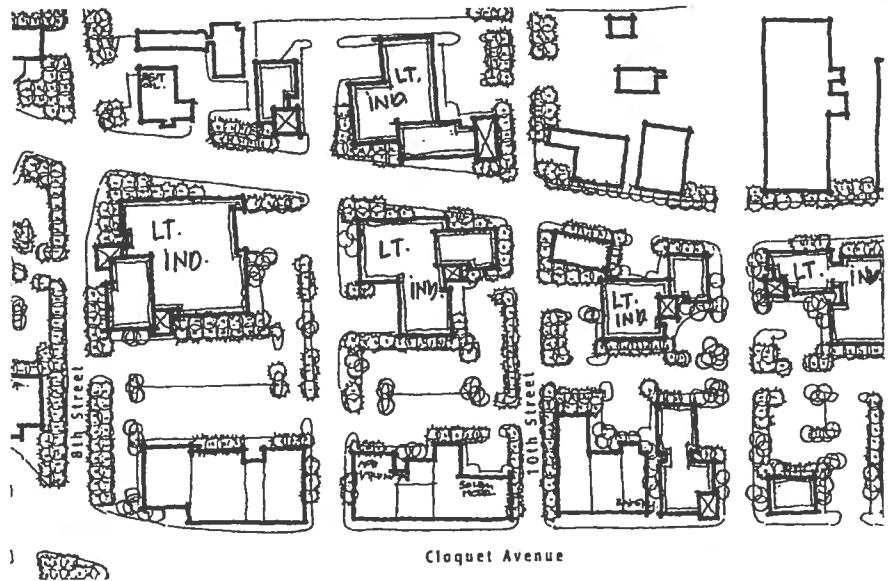 LT.
IND.
LT.
IND.
LT.
IND.
LT.
IND.
LT.
IND
8th Street
10th Street
Cloquet Avenue